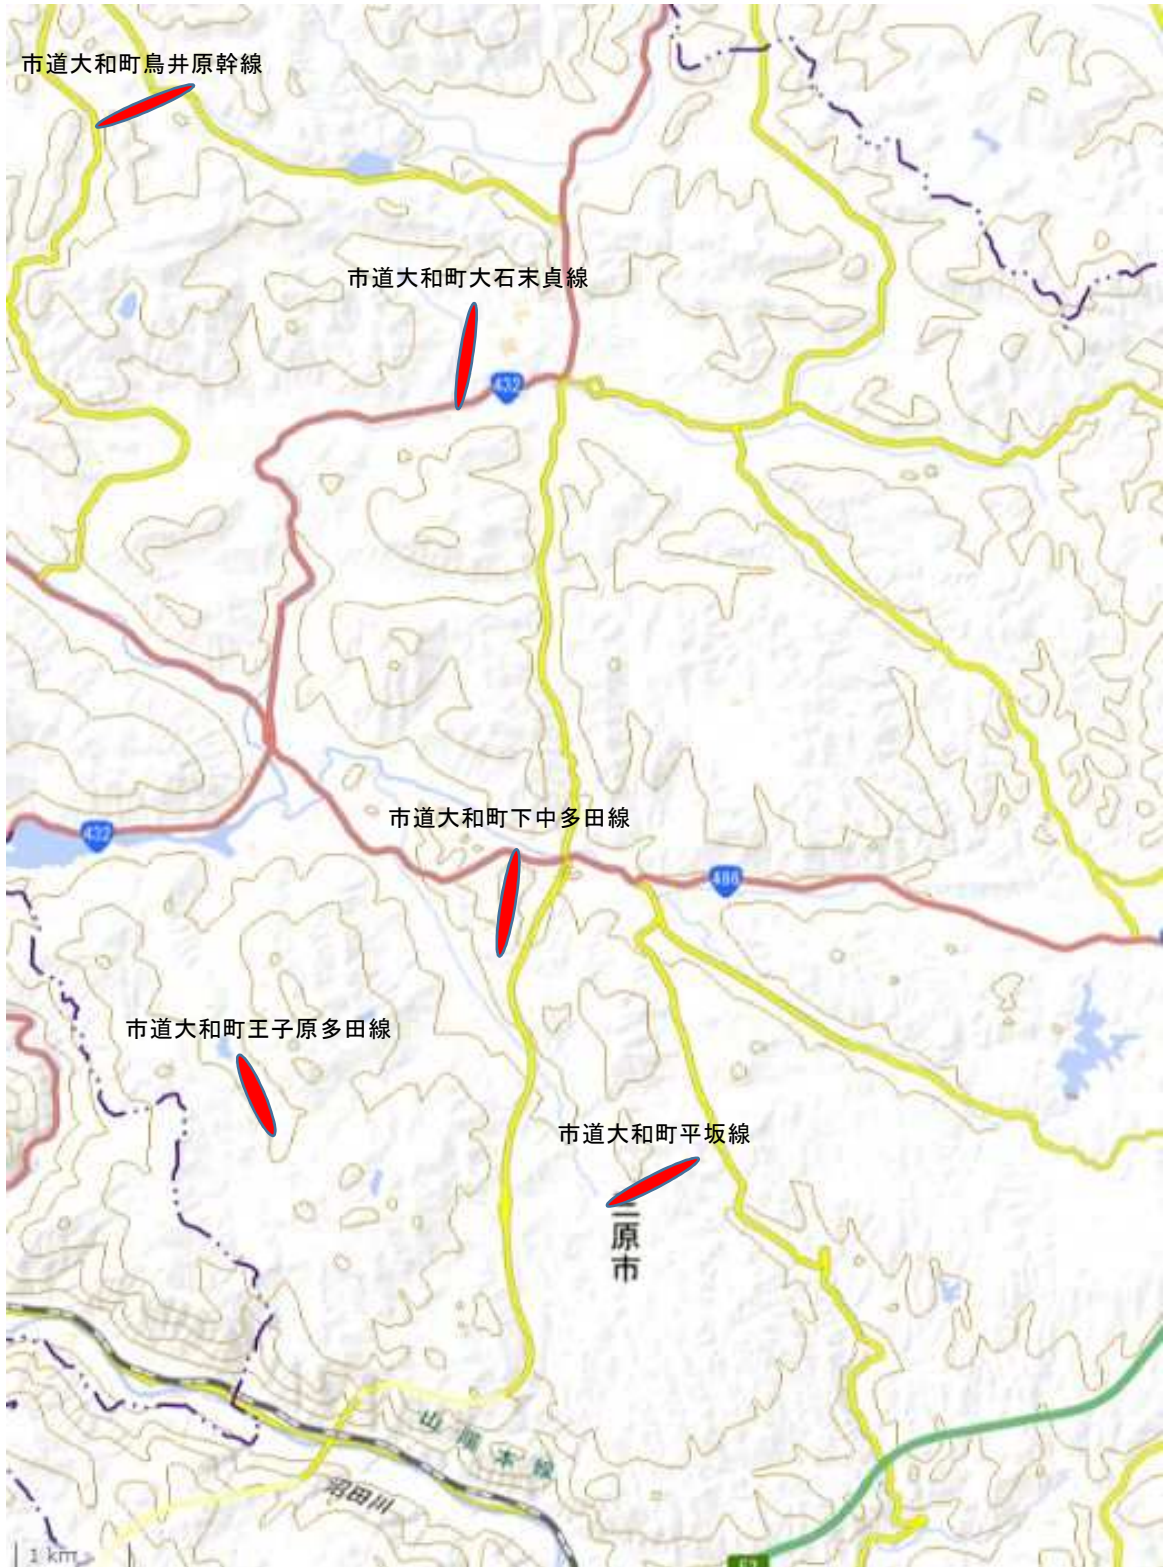 市道大和町鳥井原幹線
市道大和町大石末貞線
432
市道大和町下中多田線
432
486
市道大和町王子原多田線
市道大和町平坂線
三原市
山陽本線
沼田川
1 km